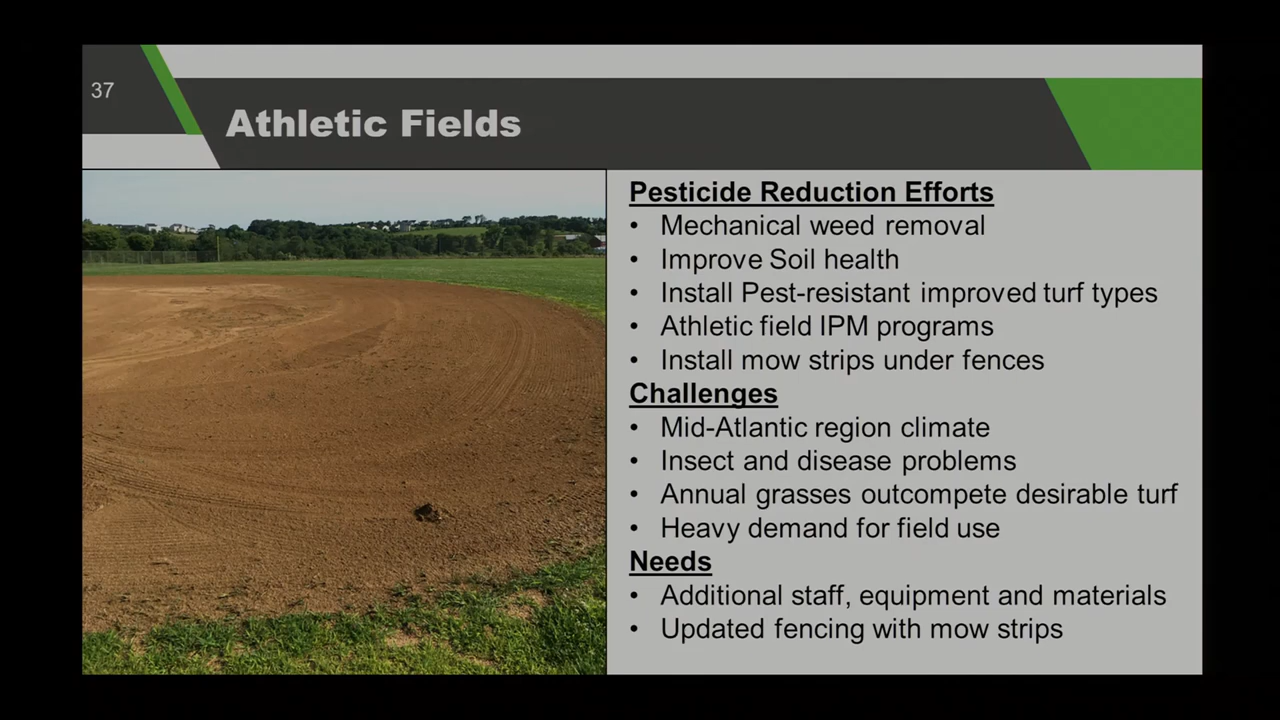 37
Athletic Fields
Pesticide Reduction Efforts
• Mechanical weed removal
• Improve Soil health
• Install Pest-resistant improved turf types
• Athletic field IPM programs
• Install mow strips under fences
Challenges
• Mid-Atlantic region climate
• Insect and disease problems
• Annual grasses outcompete desirable turf
• Heavy demand for field use
Needs
• Additional staff, equipment and materials
• Updated fencing with mow strips